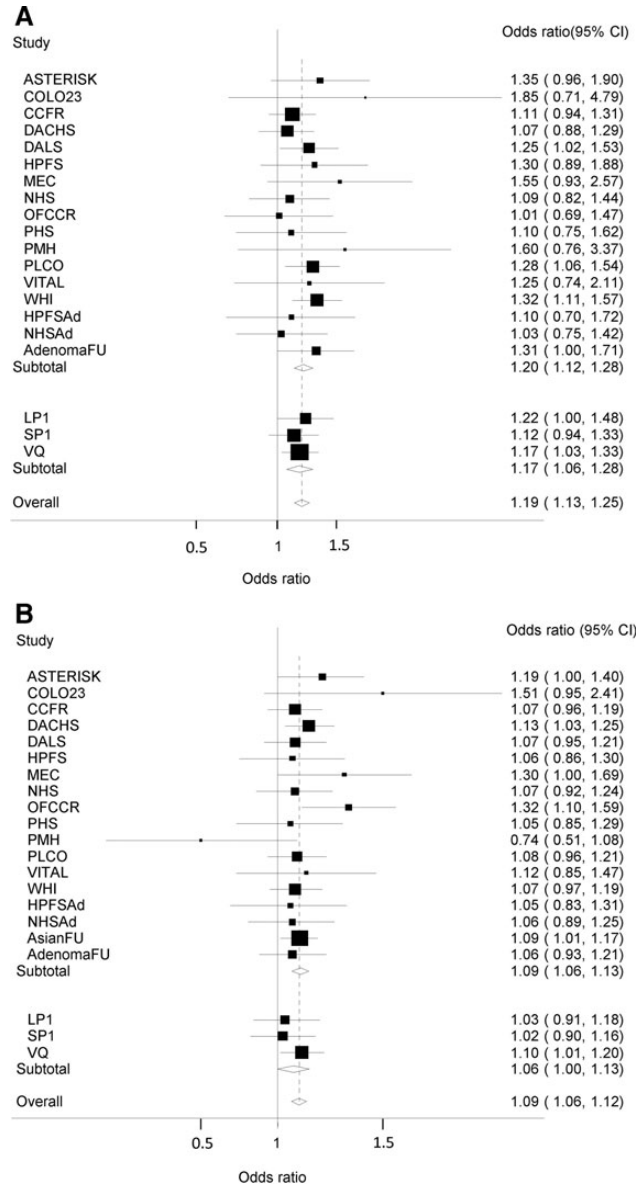 A
Study Odds ratio(95% CI)
ASTERISK 1.35 ( 0.96, 1.90)
COLO23 1.85 ( 0.71, 4.79)
CCFR 1.11 ( 0.94, 1.31)
DACHS 1.07 ( 0.88, 1.29)
DALS 1.25 ( 1.02, 1.53)
HPFS 1.30 ( 0.89, 1.88)
MEC 1.55 ( 0.93, 2.57)
NHS 1.09 ( 0.82, 1.44)
OFCCR 1.01 ( 0.69, 1.47)
PHS 1.10 ( 0.75, 1.62)
PMH 1.60 ( 0.76, 3.37)
PLCO 1.28 ( 1.06, 1.54)
VITAL 1.25 ( 0.74, 2.11)
WHI 1.32 ( 1.11, 1.57)
HPFSAd 1.10 ( 0.70, 1.72)
NHSAd 1.03 ( 0.75, 1.42)
AdenomaFU 1.31 ( 1.00, 1.71)
Subtotal 1.20 ( 1.12, 1.28)
LP1 1.22 ( 1.00, 1.48)
SP1 1.12 ( 0.94, 1.33)
VQ 1.17 ( 1.03, 1.33)
Subtotal 1.17 ( 1.06, 1.28)
Overall 1.19 ( 1.13, 1.25)
0.5 1 1.5
Odds ratio
B
Study Odds ratio (95% CI)
ASTERISK 1.19 ( 1.00, 1.40)
COLO23 1.51 ( 0.95, 2.41)
CCFR 1.07 ( 0.96, 1.19)
DACHS 1.13 ( 1.03, 1.25)
DALS 1.07 ( 0.95, 1.21)
HPFS 1.06 ( 0.86, 1.30)
MEC 1.30 ( 1.00, 1.69)
NHS 1.07 ( 0.92, 1.24)
OFCCR 1.32 ( 1.10, 1.59)
PHS 1.05 ( 0.85, 1.29)
PMH 0.74 ( 0.51, 1.08)
PLCO 1.08 ( 0.96, 1.21)
VITAL 1.12 ( 0.85, 1.47)
WHI 1.07 ( 0.97, 1.19)
HPFSAd 1.05 ( 0.83, 1.31)
NHSAd 1.06 ( 0.89, 1.25)
AsianFU 1.09 ( 1.01, 1.17)
AdenomaFU 1.06 ( 0.93, 1.21)
Subtotal 1.09 ( 1.06, 1.13)
LP1 1.03 ( 0.91, 1.18)
SP1 1.02 ( 0.90, 1.16)
VQ 1.10 ( 1.01, 1.20)
Subtotal 1.06 ( 1.00, 1.13)
Overall 1.09 ( 1.06, 1.12)
0.5 1 1.5
Odds ratio